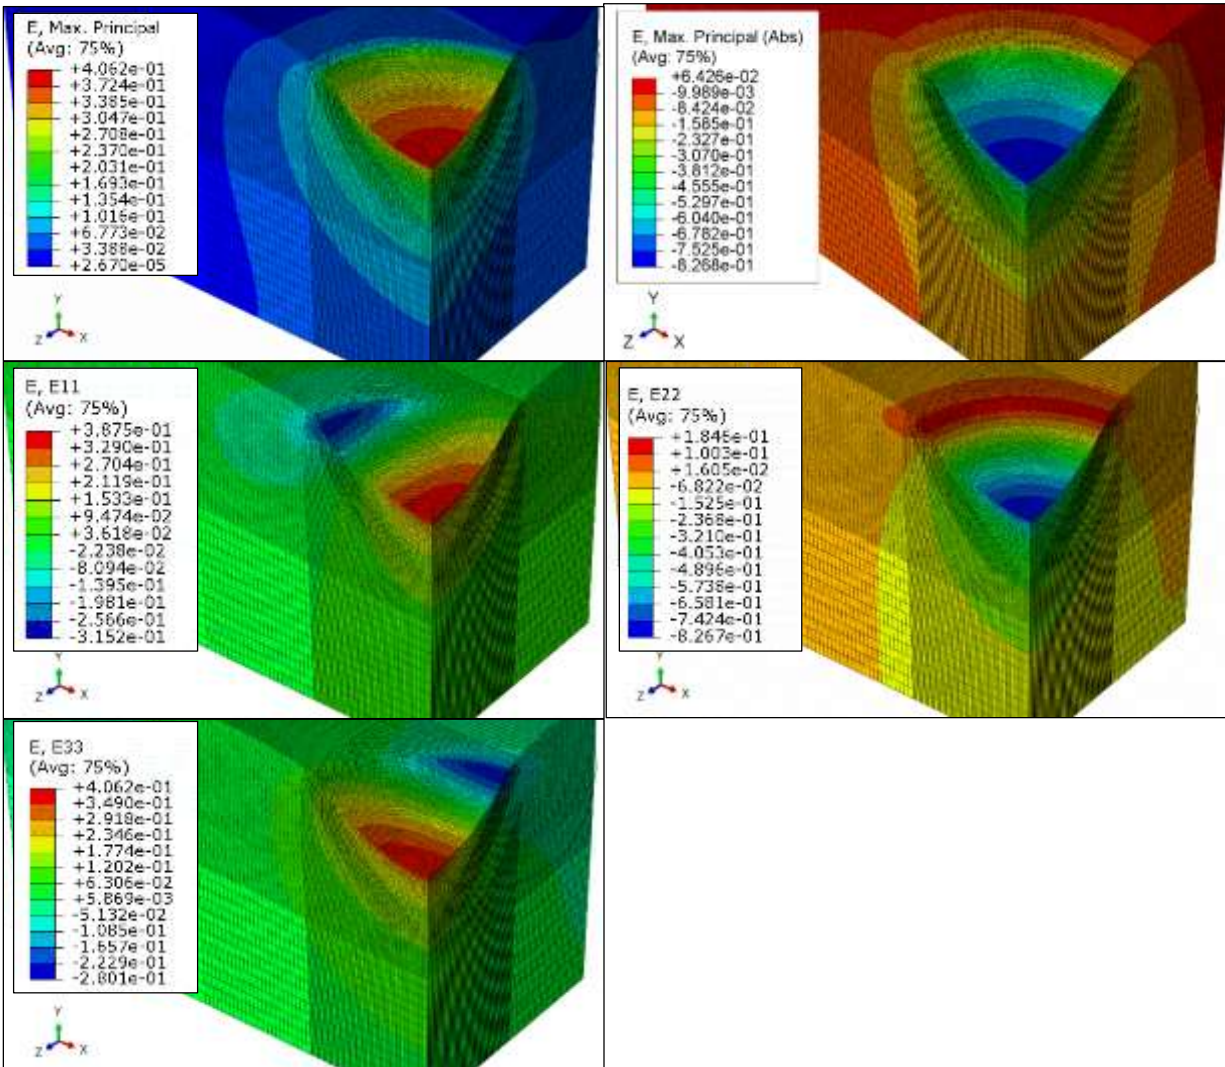 E, Max. Principal
(Avg: 75%)
+4.062e-01
+3.724e-01
+3.385e-01
+3.047e-01
+2.708e-01
+2.370e-01
+2.031e-01
+1.693e-01
+1.354e-01
+1.016e-01
+6.773e-02
+3.388e-02
+2.670e-05
Y
Z X
E, Max. Principal (Abs)
(Avg: 75%)
+6.426e-02
-9.989e-03
-8.424e-02
-1.585e-01
-2.327e-01
-3.070e-01
-3.812e-01
-4.555e-01
-5.297e-01
-6.040e-01
-6.782e-01
-7.525e-01
-8.268e-01
Y
Z X
E, E11
(Avg: 75%)
+3.875e-01
+3.290e-01
+2.704e-01
+2.119e-01
+1.533e-01
+9.474e-02
+3.618e-02
-2.238e-02
-8.094e-02
-1.395e-01
-1.981e-01
-2.566e-01
-3.152e-01
Y
Z X
E, E22
(Avg: 75%)
+1.846e-01
+1.003e-01
+1.605e-02
-6.822e-02
-1.525e-01
-2.368e-01
-3.210e-01
-4.053e-01
-4.896e-01
-5.738e-01
-6.581e-01
-7.424e-01
-8.267e-01
Y
Z X
E, E33
(Avg: 75%)
+4.062e-01
+3.490e-01
+2.918e-01
+2.346e-01
+1.774e-01
+1.202e-01
+6.306e-02
+5.869e-03
-5.132e-02
-1.085e-01
-1.657e-01
-2.229e-01
-2.801e-01
Y
Z X